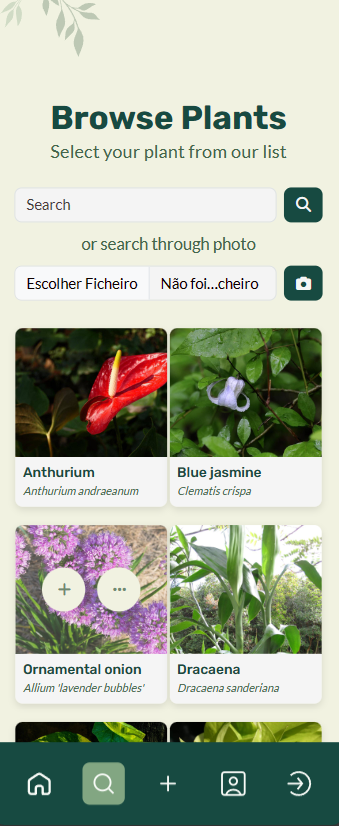 Browse Plants
Select your plant from our list
Search
or search through photo
Escolher Ficheiro Não foi...cheiro
Anthurium Blue jasmine
Anthurium andraeanum Clematis crispa
Ornamental onion Dracaena
Allium 'lavender bubbles' Dracaena sanderiana